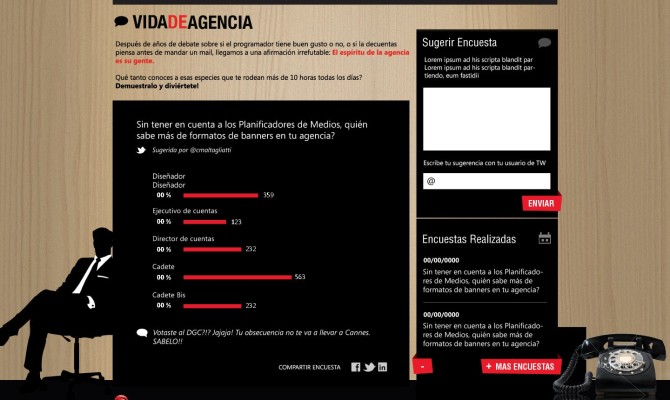 VIDADEAGENCIA
Después de años de debate sobre si el programador tiene buen gusto o no, o si la decuentas
piensa antes de mandar un mail, llegamos a una afirmación irrefutable: El espíritu de la agencia
es su gente.
Qué tanto conoces a esas especies que te rodean más de 10 horas todas los días?
Demuestralo y diviértete!
Sin tener en cuenta a los Planificadores de Medios, quién
sabe más de formatos de banners en tu agencia?
Sugerida por @cmaltagliatti
Diseñador
Diseñador
00 % 359
Ejecutivo de cuentas
00 % 123
Director de cuentas
00 % 232
Cadete
00 % 563
Cadete Bis
00 % 232
Votaste al DGC?!? Jajaja! Tu obsecuencia no te va a llevar a Cannes.
SABELO!!
COMPARTIR ENCUESTA
Sugerir Encuesta
Lorem ipsum ad his scripta blandit par
Lorem ipsum ad his scripta blandit par-
tiendo, eum fastidii
Escribe tu sugerencia con tu usuario de TW
@
ENVIAR
Encuestas Realizadas
00/00/0000
Sin tener en cuenta a los Planificado-
res de Medios, quién sabe más de
formatos de banners en tu agencia?
00/00/0000
Sin tener en cuenta a los Planificado-
res de Medios, quién sabe más de
formatos de banners en tu agencia?
-
+ MAS ENCUESTAS